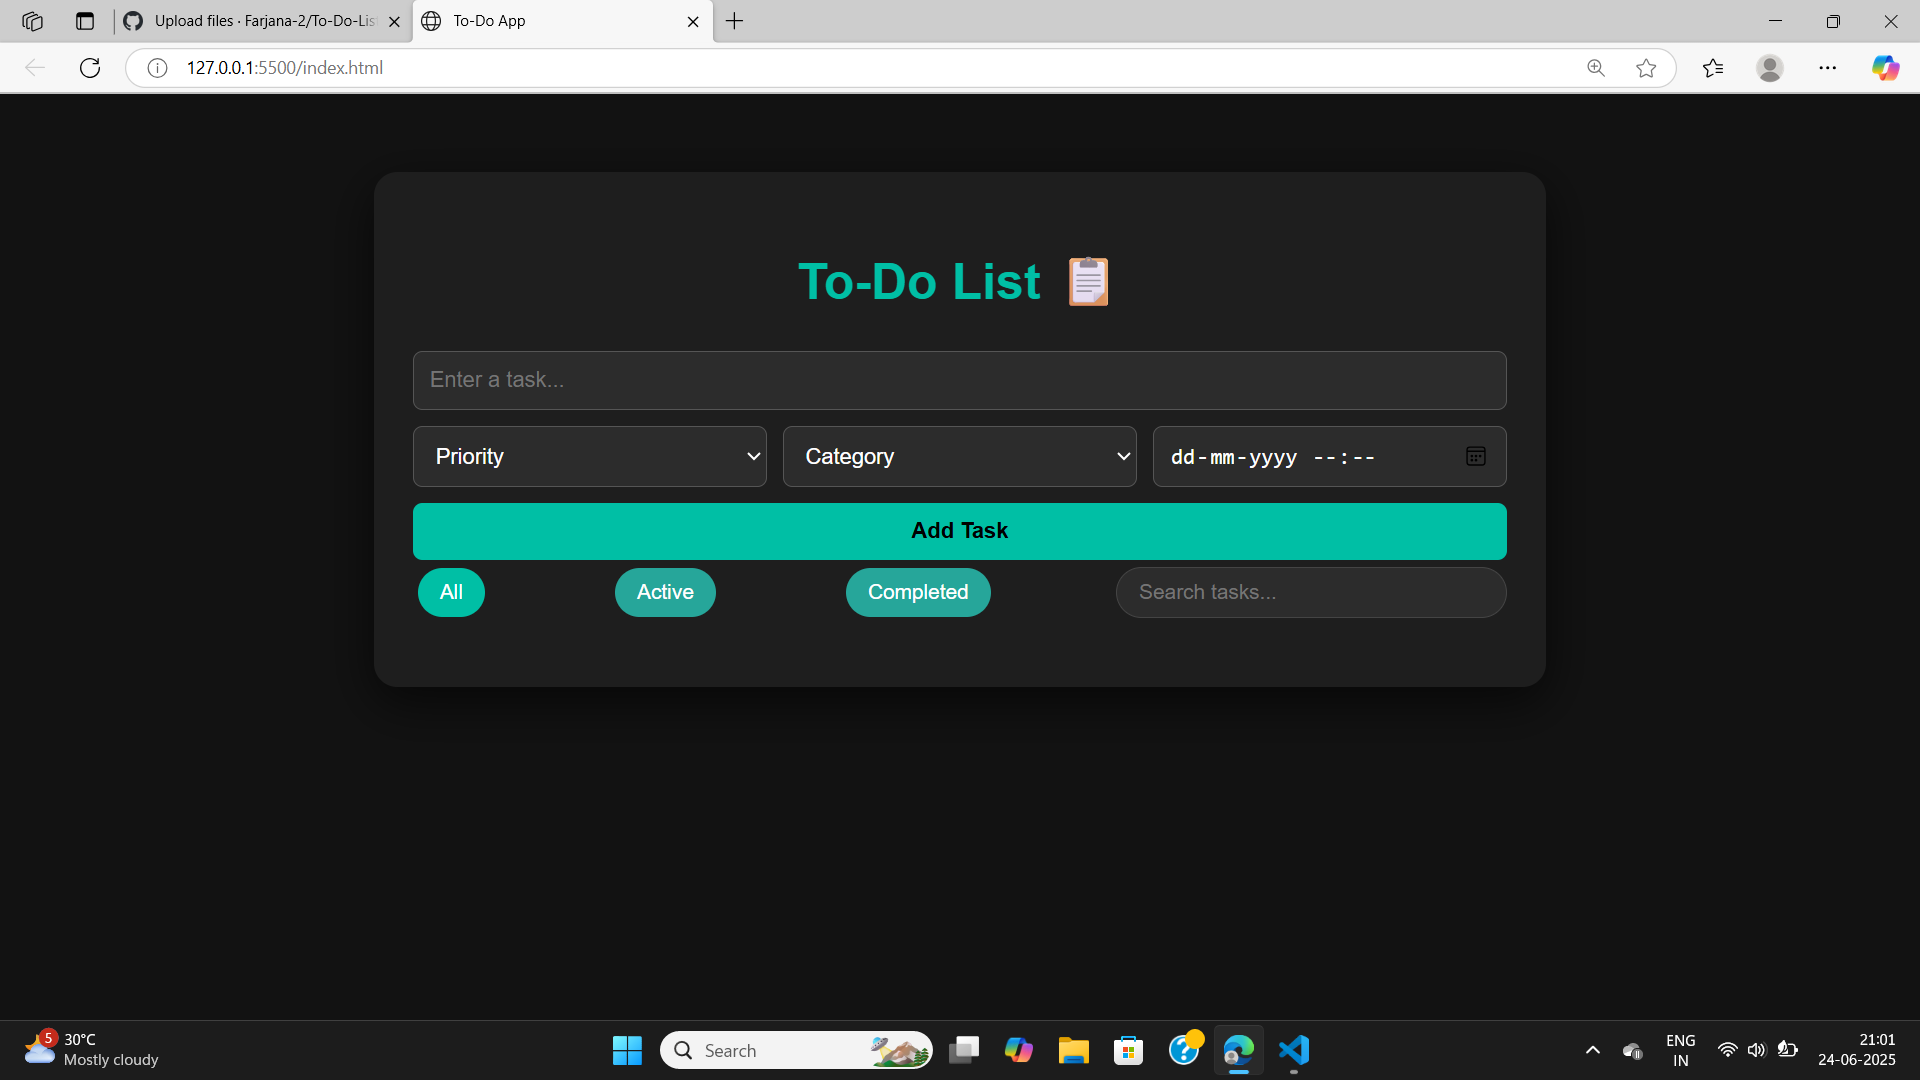 Upload files · Farjana-2/To-Do-Lis
To-Do App
127.0.0.1:5500/index.html
To-Do List
Enter a task...
Priority
Category
dd-mm-yyyy --:--
Add Task
All
Active
Completed
Search tasks...
5
30°C
Mostly cloudy
Search
ENG
IN
21:01
24-06-2025